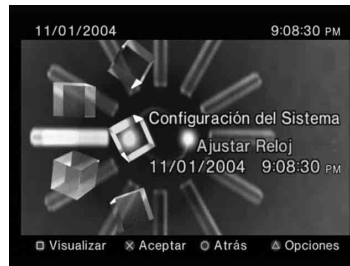 11/01/2004 9:08:30 PM
Configuración del Sistema
Ajustar Reloj
11/01/2004 9:08:30 PM
Visualizar Aceptar Atrás Opciones